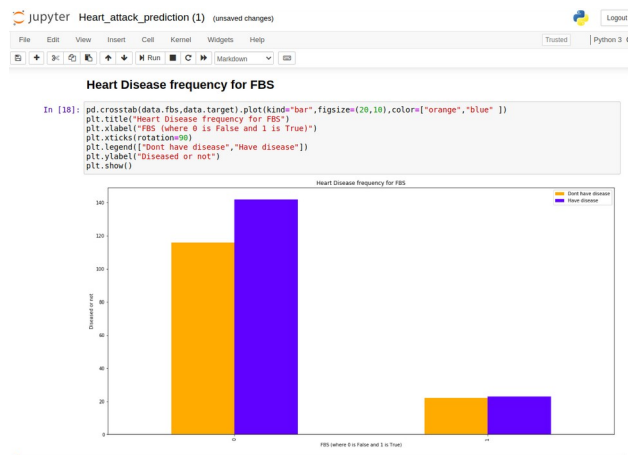 jupyter Heart_attack_prediction (1) (unsaved changes)
Logout
File Edit View Insert Cell Kernel Widgets Help
Trusted Python 3
Run Markdown
Heart Disease frequency for FBS
In [18]: pd.crosstab(data.fbs,data.target).plot(kind="bar",figsize=(20,10),color=["orange","blue" ])
plt.title("Heart Disease frequency for FBS")
plt.xlabel("FBS (where 0 is False and 1 is True)")
plt.xticks(rotation=90)
plt.legend(["Dont have disease","Have disease"])
plt.ylabel("Diseased or not")
plt.show()
Heart Disease frequency for FBS
Dont have disease
Have disease
140
120
100
80
60
40
20
0
Diseased or not
0 1
FBS (where 0 is False and 1 is True)